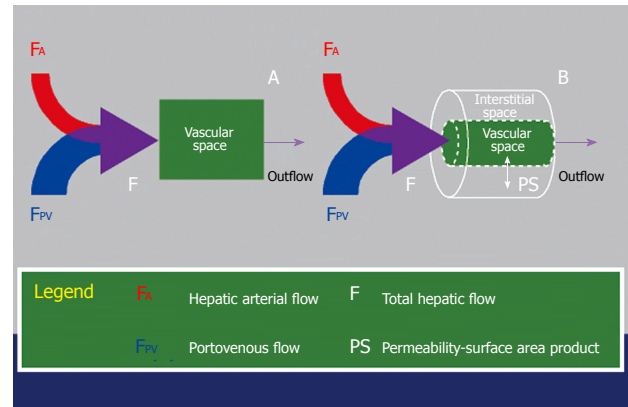 FA
A
Vascular
space
F
Outflow
FPV
FA
B
Interstitial
space
Vascular
space
F
PS
Outflow
FPV
Legend
FA Hepatic arterial flow
F Total hepatic flow
FPV Portovenous flow
PS Permeability-surface area product